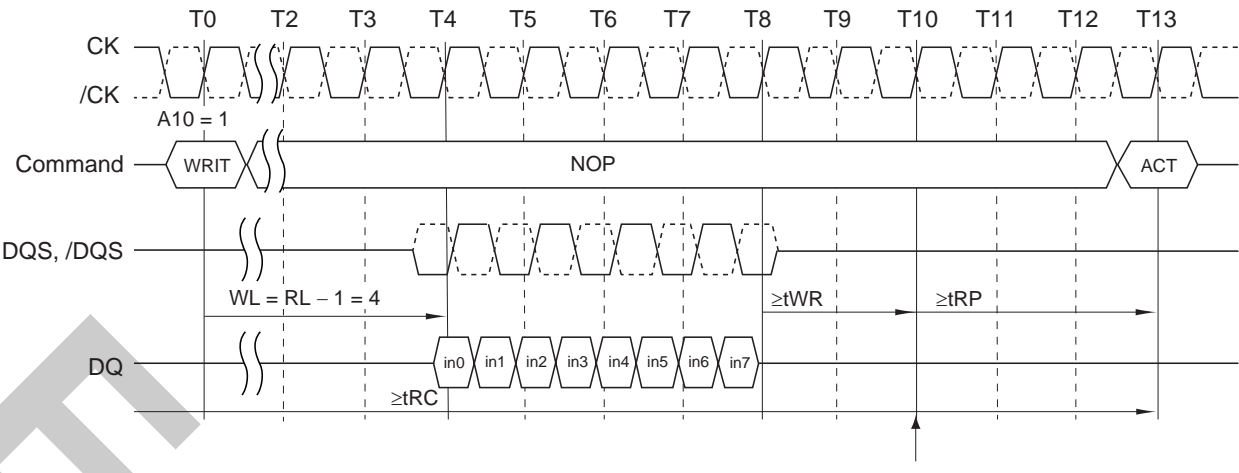 T0 T2 T3 T4 T5 T6 T7 T8 T9 T10 T11 T12 T13
CK
/CK
A10 = 1
Command WRIT NOP ACT
DQS, /DQS
WL = RL − 1 = 4 ≥tWR ≥tRP
DQ in0 in1 in2 in3 in4 in5 in6 in7
≥tRC